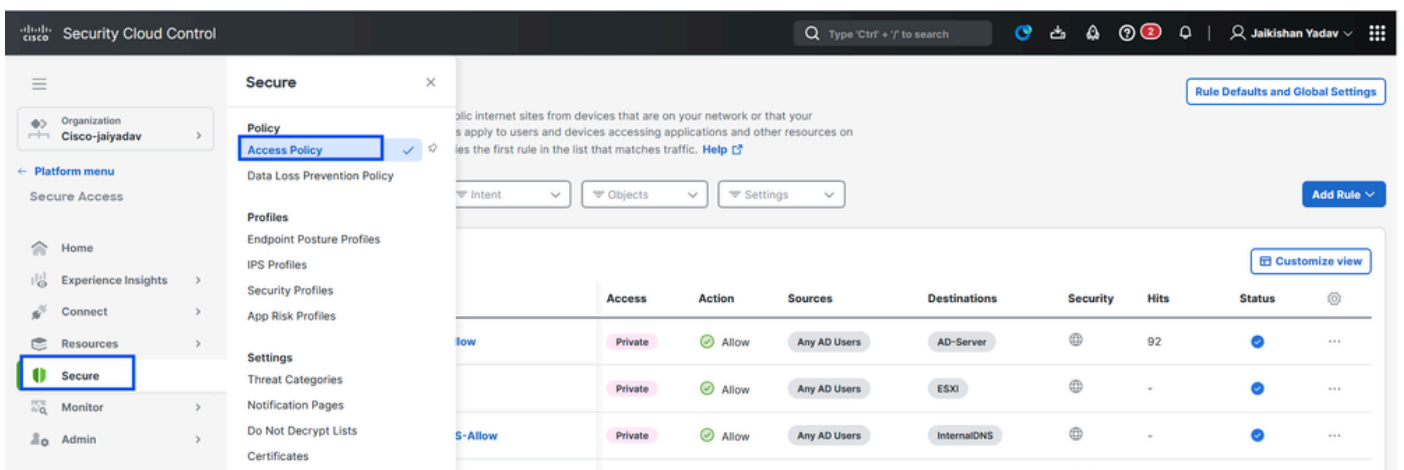 CISCO
Security Cloud Control
Type 'Ctrl' + '/' to search
2
Jaikishan Yadav
Organization
Cisco-jaiyadav
← Platform menu
Secure Access
Home
Experience Insights
Connect
Resources
Secure
Monitor
Admin
Secure
Policy
Access Policy
Data Loss Prevention Policy
Profiles
Endpoint Posture Profiles
IPS Profiles
Security Profiles
App Risk Profiles
Settings
Threat Categories
Notification Pages
Do Not Decrypt Lists
Certificates
Rule Defaults and Global Settings
blic internet sites from devices that are on your network or that your
s apply to users and devices accessing applications and other resources on
ies the first rule in the list that matches traffic. Help
Intent
Objects
Settings
Add Rule
Customize view
Access Action Sources Destinations Security Hits Status
llow Private Allow Any AD Users AD-Server 92 ...
Private Allow Any AD Users ESXI - ...
S-Allow Private Allow Any AD Users InternalDNS - ...